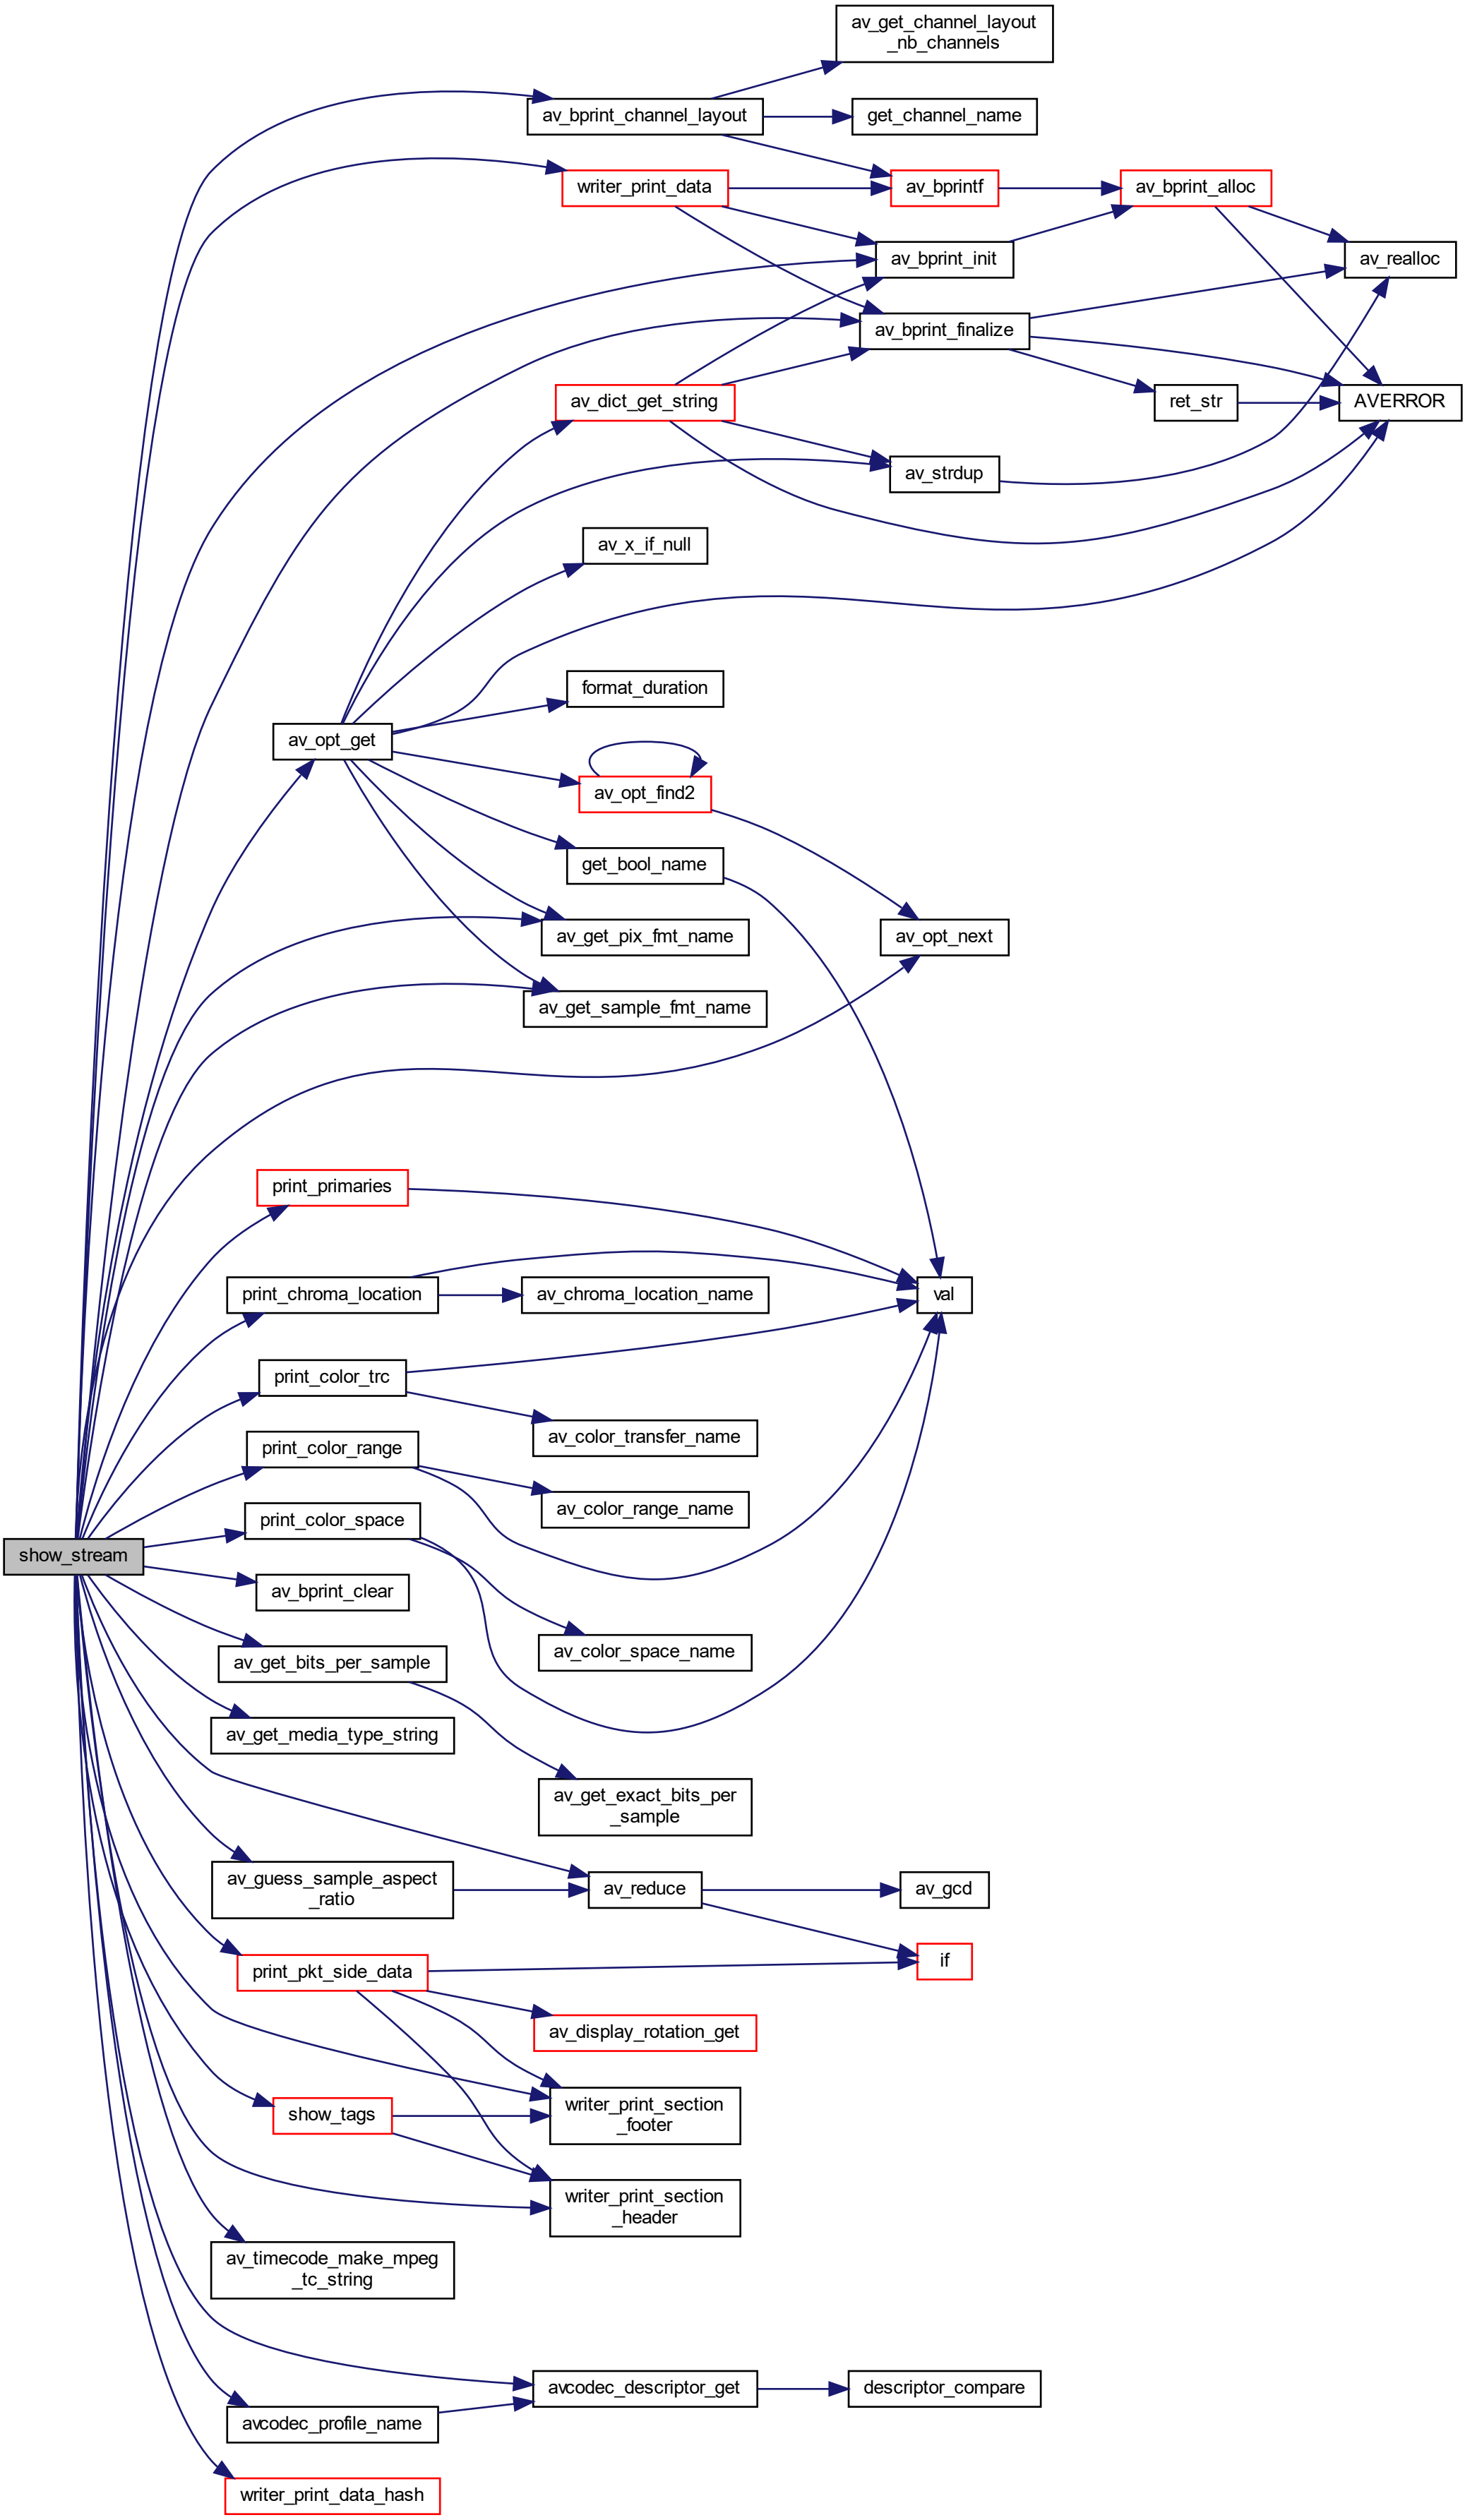 av_get_channel_layout
_nb_channels
av_bprint_channel_layout
get_channel_name
writer_print_data
av_bprintf
av_bprint_alloc
av_bprint_init
av_realloc
av_bprint_finalize
av_dict_get_string
ret_str
AVERROR
av_strdup
av_x_if_null
format_duration
av_opt_get
av_opt_find2
get_bool_name
av_get_pix_fmt_name
av_opt_next
av_get_sample_fmt_name
print_primaries
print_chroma_location
av_chroma_location_name
val
print_color_trc
av_color_transfer_name
print_color_range
av_color_range_name
print_color_space
show_stream
av_bprint_clear
av_color_space_name
av_get_bits_per_sample
av_get_media_type_string
av_get_exact_bits_per
_sample
av_guess_sample_aspect
_ratio
av_reduce
av_gcd
if
print_pkt_side_data
av_display_rotation_get
show_tags
writer_print_section
_footer
writer_print_section
_header
av_timecode_make_mpeg
_tc_string
avcodec_descriptor_get
descriptor_compare
avcodec_profile_name
writer_print_data_hash